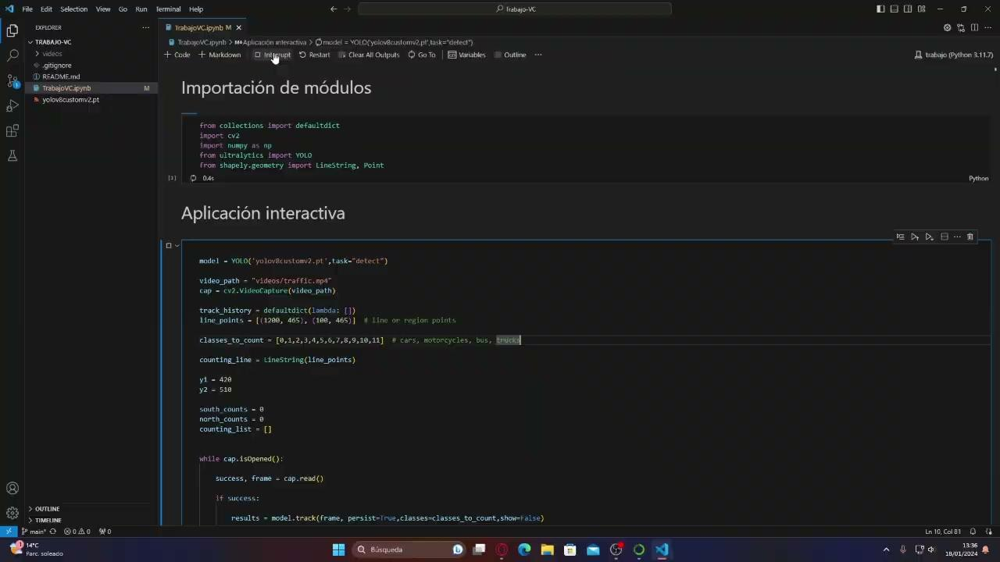 File Edit Selection View Go Run Terminal Help
Trabajo-VC
EXPLORER
TrabajoVC.ipynb M
TRABAJO-VC
videos
.gitignore
README.md
TrabajoVC.ipynb M
yolov8customv2.pt
TrabajoVC.ipynb > M↓Aplicación interactiva > model = YOLO('yolov8customv2.pt',task="detect")
+ Code + Markdown Interrupt Restart Clear All Outputs Go To Variables Outline ...
trabajo (Python 3.11.7)
Importación de módulos
from collections import defaultdict
import cv2
import numpy as np
from ultralytics import YOLO
from shapely.geometry import LineString, Point
[1] 0.4s Python
Aplicación interactiva
model = YOLO('yolov8customv2.pt',task="detect")
video_path = "videos/traffic.mp4"
cap = cv2.VideoCapture(video_path)
track_history = defaultdict(lambda: [])
line_points = [(1200, 465), (100, 465)]  # line or region points
classes_to_count = [0,1,2,3,4,5,6,7,8,9,10,11]  # cars, motorcycles, bus, trucks
counting_line = LineString(line_points)
y1 = 420
y2 = 510
south_counts = 0
north_counts = 0
counting_list = []
while cap.isOpened():
success, frame = cap.read()
if success:
results = model.track(frame, persist=True,classes=classes_to_count,show=False)
OUTLINE
TIMELINE
main* 0 0 0 Ln 10, Col 81
14°C
Parc. soleado
Búsqueda
13:36
18/01/2024